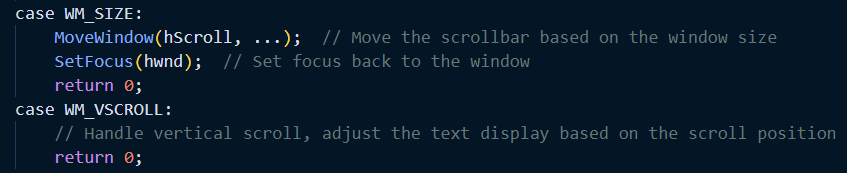 case WM_SIZE:
    MoveWindow(hScroll, ...);  // Move the scrollbar based on the window size
    SetFocus(hwnd);  // Set focus back to the window
    return 0;
case WM_VSCROLL:
    // Handle vertical scroll, adjust the text display based on the scroll position
    return 0;